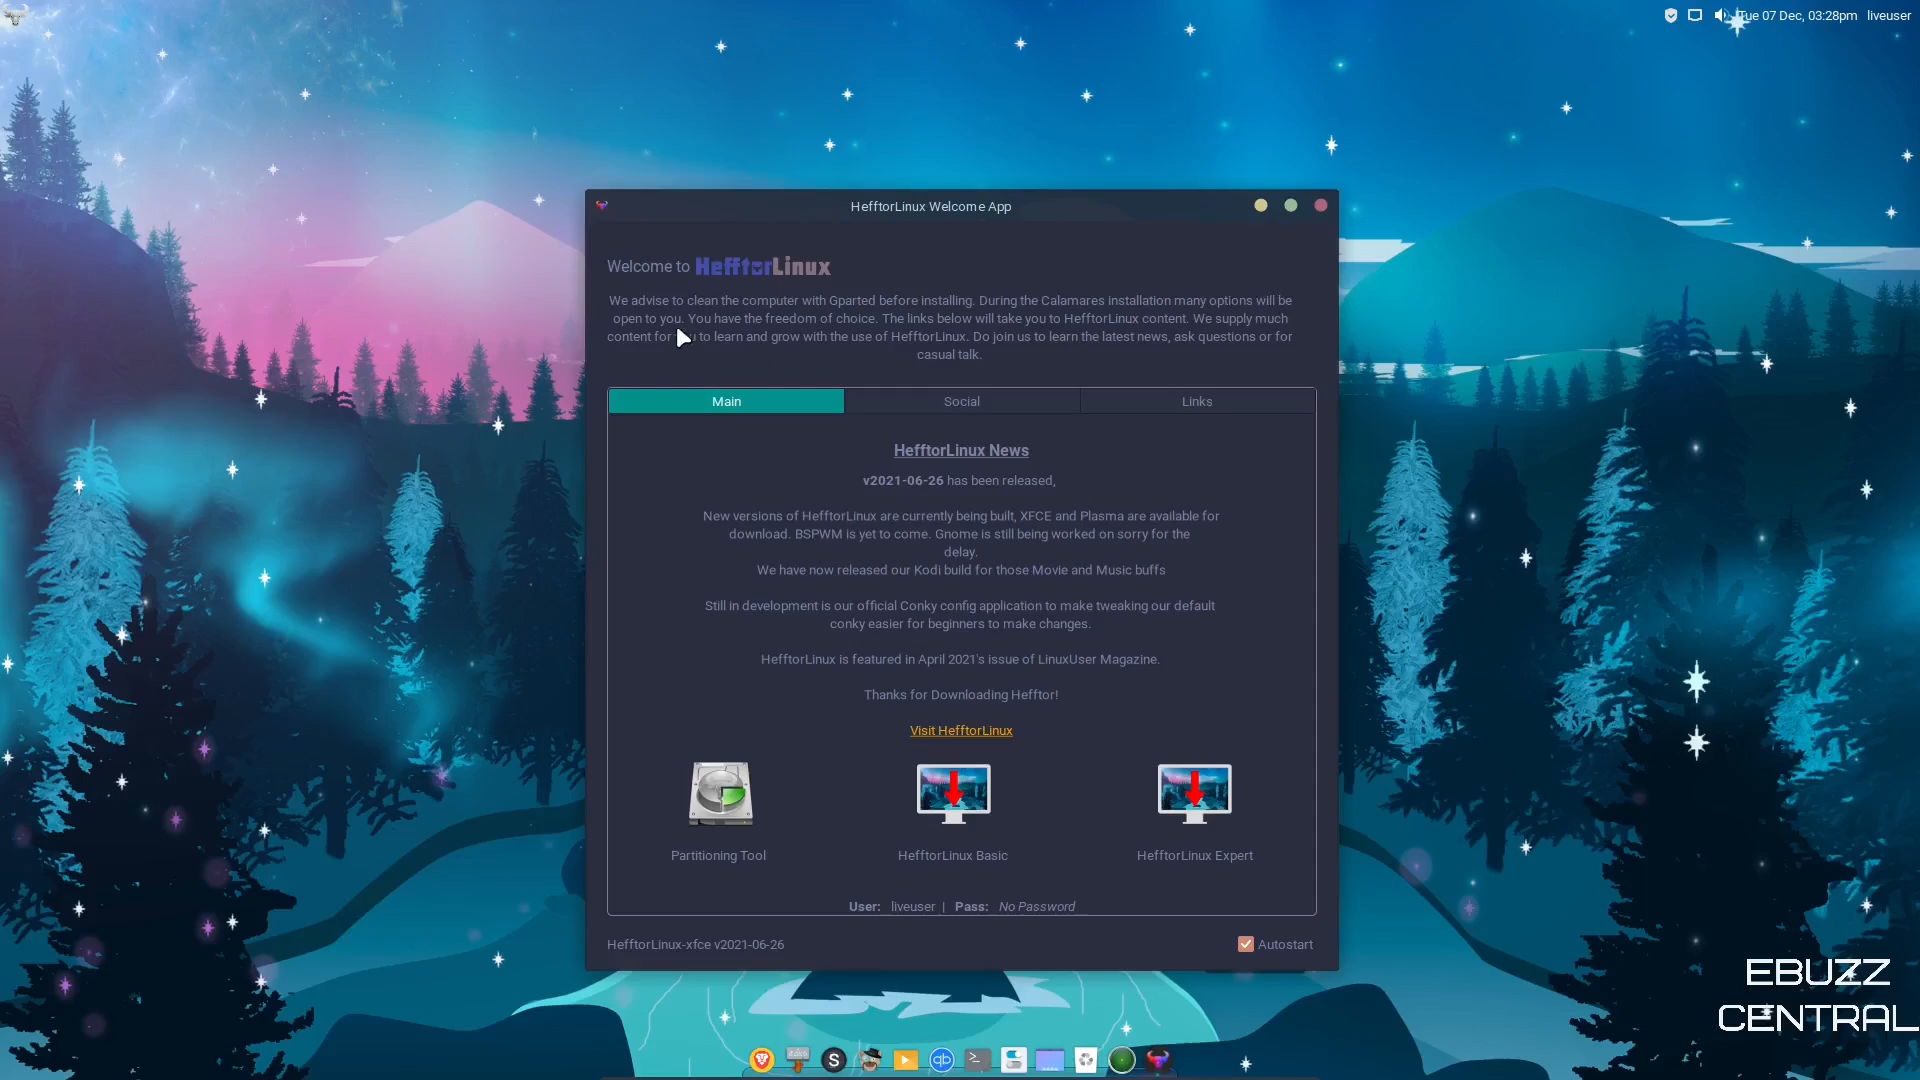 Tue 07 Dec, 03:28pm liveuser
HefftorLinux Welcome App
Welcome to HefftorLinux
We advise to clean the computer with Gparted before installing. During the Calamares installation many options will be
open to you. You have the freedom of choice. The links below will take you to HefftorLinux content. We supply much
content for you to learn and grow with the use of HefftorLinux. Do join us to learn the latest news, ask questions or for
casual talk.
Main Social Links
HefftorLinux News
v2021-06-26 has been released,
New versions of HefftorLinux are currently being built, XFCE and Plasma are available for
download. BSPWM is yet to come. Gnome is still being worked on sorry for the
delay.
We have now released our Kodi build for those Movie and Music buffs
Still in development is our official Conky config application to make tweaking our default
conky easier for beginners to make changes.
HefftorLinux is featured in April 2021's issue of LinuxUser Magazine.
Thanks for Downloading Hefftor!
Visit HefftorLinux
Partitioning Tool HefftorLinux Basic HefftorLinux Expert
User: liveuser | Pass: No Password
HefftorLinux-xfce v2021-06-26 Autostart
EBUZZ
CENTRAL
S
qb